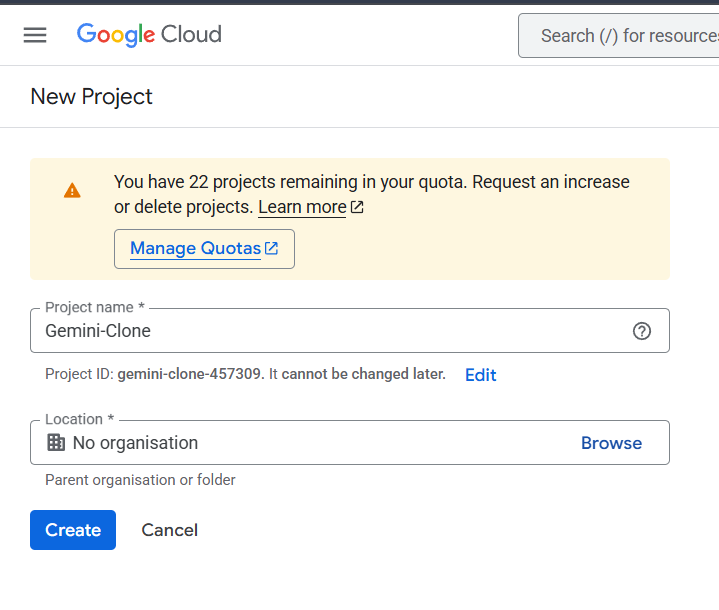 Google Cloud
Search (/) for resource
New Project
You have 22 projects remaining in your quota. Request an increase
or delete projects. Learn more
Manage Quotas
Project name *
Gemini-Clone
Project ID: gemini-clone-457309. It cannot be changed later. Edit
Location *
No organisation Browse
Parent organisation or folder
Create Cancel